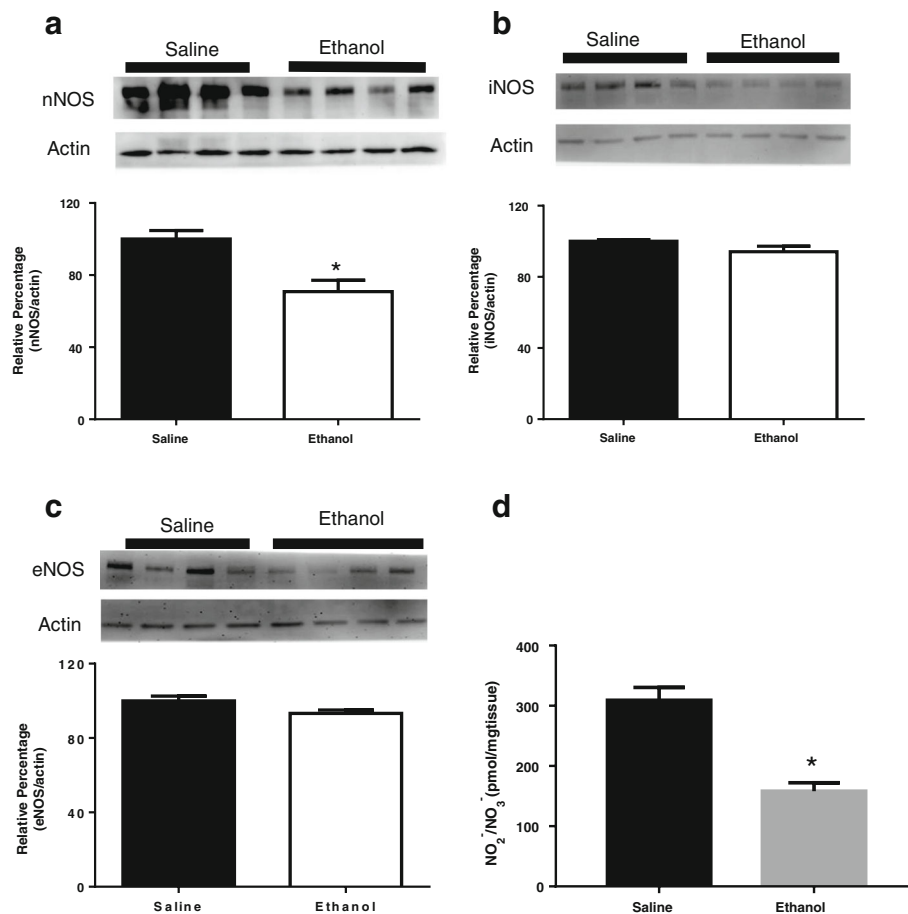 a
Saline Ethanol
nNOS
Actin
120
80
40
0
Relative Percentage
(nNOS/actin)
*
Saline Ethanol
b
Saline Ethanol
iNOS
Actin
120
80
40
0
Relative Percentage
(iNOS/actin)
Saline Ethanol
c
Saline Ethanol
eNOS
Actin
120
80
40
0
Relative Percentage
(eNOS/actin)
Saline Ethanol
d
400
300
200
100
0
NO₂⁻/NO₃⁻ (pmol/mgtissue)
*
Saline Ethanol